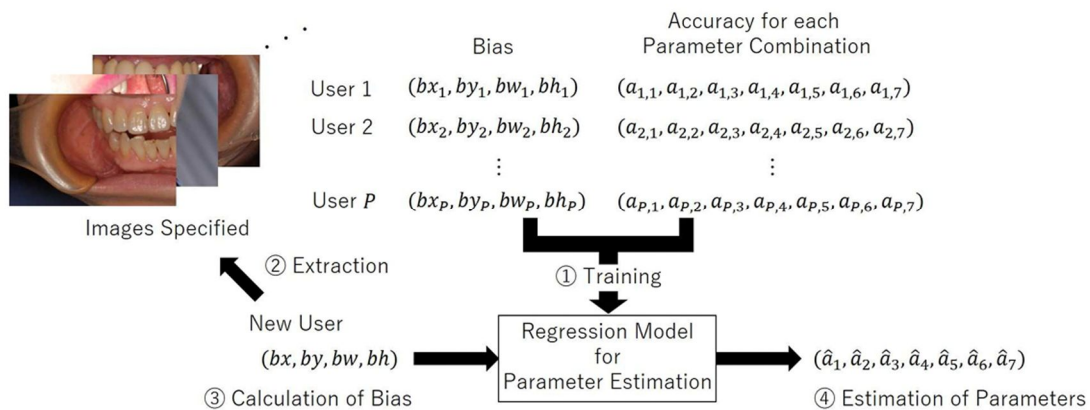 Bias
Accuracy for each
Parameter Combination
User 1 (bx₁, by₁, bw₁, bh₁) (a₁,₁, a₁,₂, a₁,₃, a₁,₄, a₁,₅, a₁,₆, a₁,₇)
User 2 (bx₂, by₂, bw₂, bh₂) (a₂,₁, a₂,₂, a₂,₃, a₂,₄, a₂,₅, a₂,₆, a₂,₇)
⋮ ⋮
User P (bx_P, by_P, bw_P, bh_P) (a_P,₁, a_P,₂, a_P,₃, a_P,₄, a_P,₅, a_P,₆, a_P,₇)
Images Specified
② Extraction
① Training
New User
(bx, by, bw, bh)
③ Calculation of Bias
Regression Model
for
Parameter Estimation
(â₁, â₂, â₃, â₄, â₅, â₆, â₇)
④ Estimation of Parameters